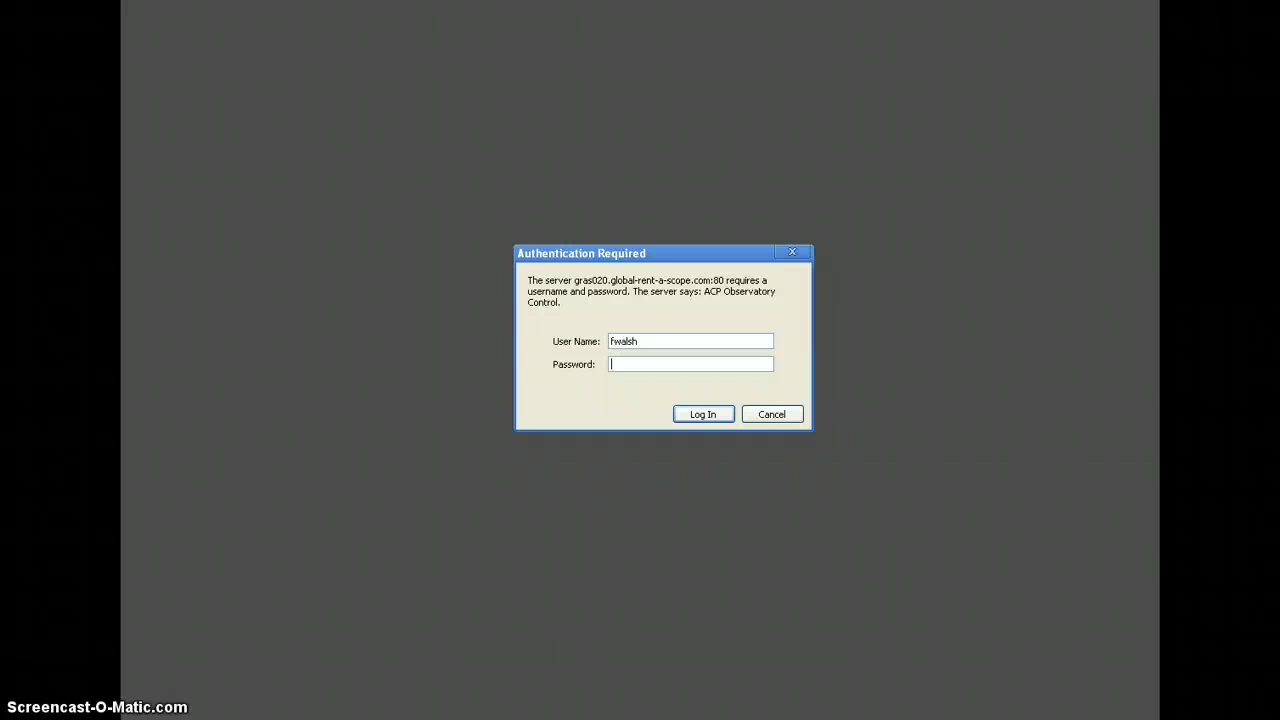 Authentication Required
X
The server gras020.global-rent-a-scope.com:80 requires a
username and password. The server says: ACP Observatory
Control.
User Name: fwalsh
Password:
Log In Cancel
Screencast-O-Matic.com